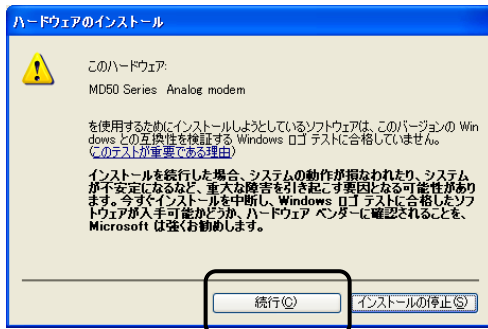 ハードウェアのインストール
このハードウェア:
MD50 Series Analog modem
を使用するためにインストールしようとしているソフトウェアは、このバージョンの Win
dows との互換性を検証する Windows ロゴ テストに合格していません。
(このテストが重要である理由)
インストールを続行した場合、システムの動作が損なわれたり、システム
が不安定になるなど、重大な障害を引き起こす要因となる可能性があり
ます。今すぐインストールを中断し、Windows ロゴ テストに合格したソフ
トウェアが入手可能かどうか、ハードウェア ベンダーに確認されることを、
Microsoft は強くお勧めします。
続行(C) インストールの停止(S)